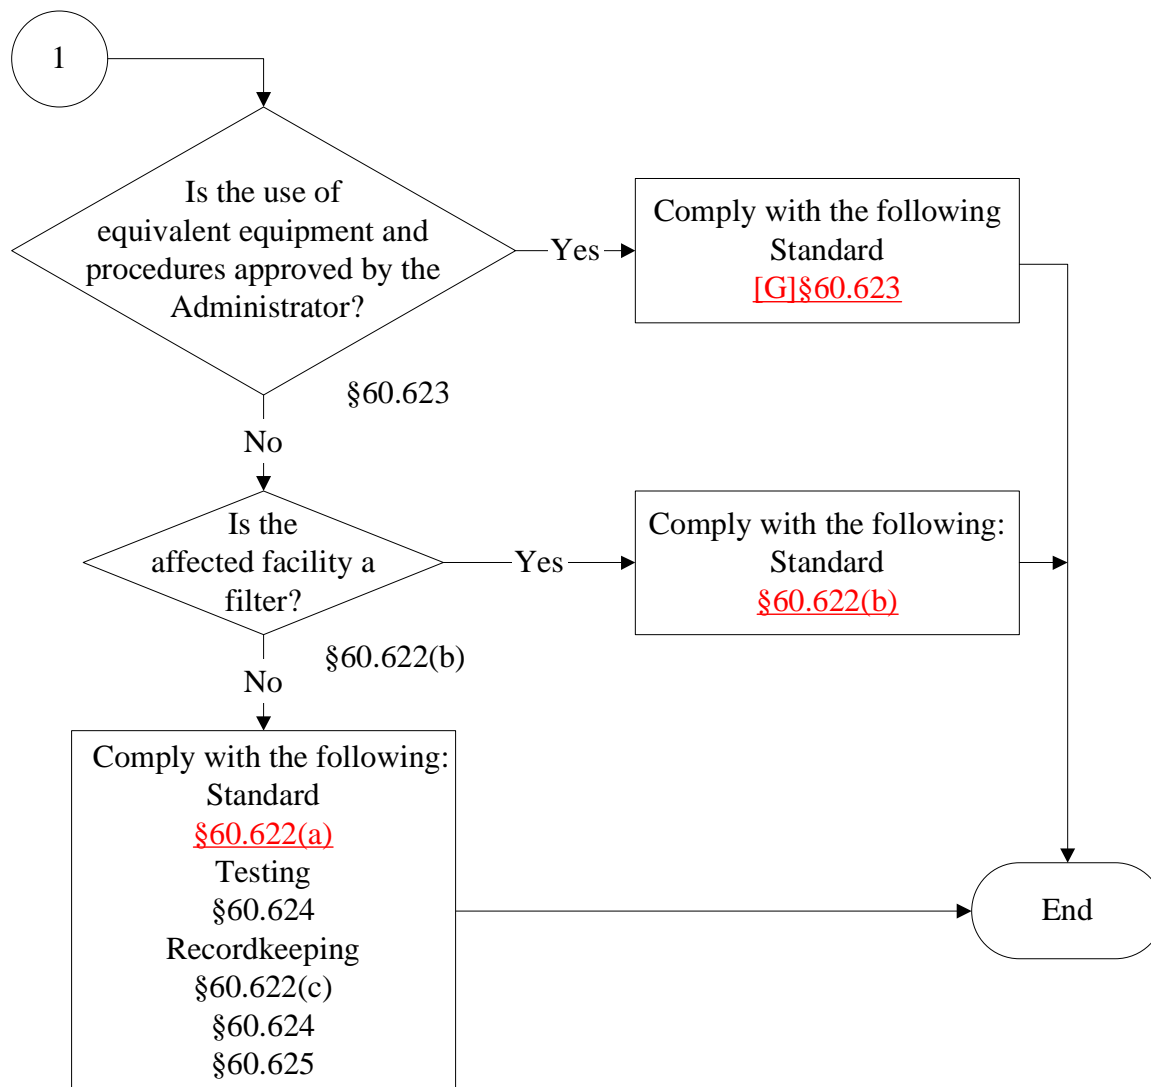 1
Is the use of
equivalent equipment and
procedures approved by the
Administrator?
Yes
Comply with the following
Standard
[G]§60.623
§60.623
No
Is the
affected facility a
filter?
Yes
Comply with the following:
Standard
§60.622(b)
§60.622(b)
No
Comply with the following:
Standard
§60.622(a)
Testing
§60.624
Recordkeeping
§60.622(c)
§60.624
§60.625
End